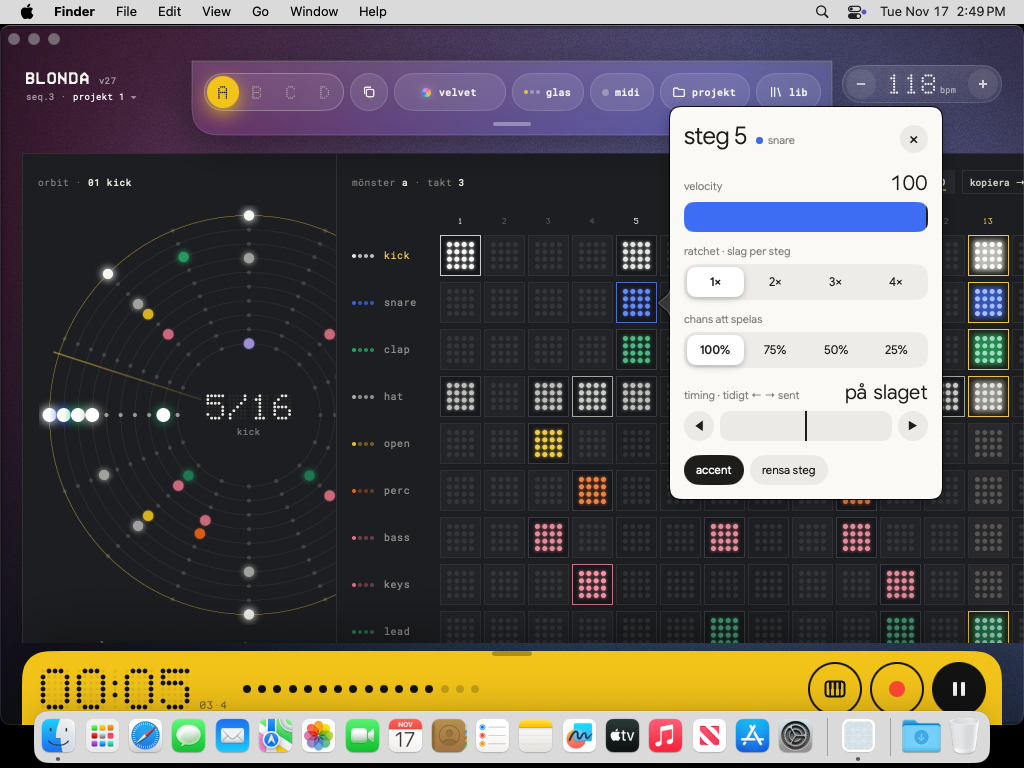 Finder File Edit View Go Window Help Tue Nov 17 2:49 PM
BLONDA v27
seq.3 · projekt 1
A B C D velvet glas midi projekt lib
− 118 bpm +
orbit · 01 kick
mönster a · takt 3
kopiera →
1 2 3 4 5 2 13
kick
snare
clap
hat
open
perc
bass
keys
lead
5/16
kick
steg 5 snare
×
velocity 100
ratchet · slag per steg
1× 2× 3× 4×
chans att spelas
100% 75% 50% 25%
timing · tidigt ← → sent på slaget
accent rensa steg
00:05 03 4
NOV
17
tv